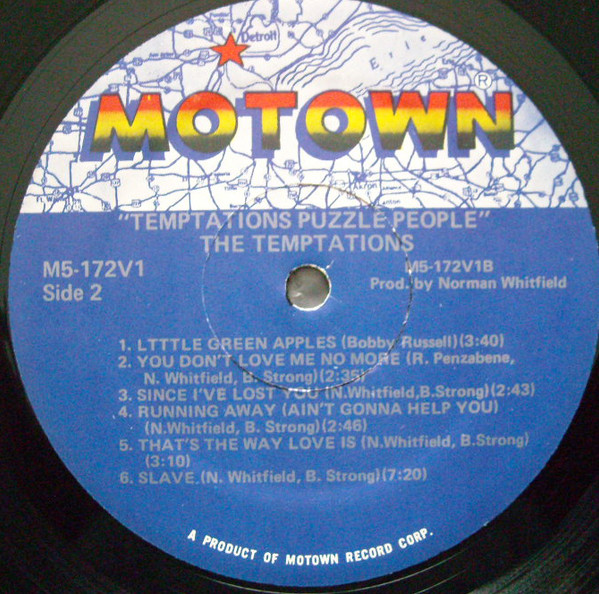 Detroit
Erie
MOTOWN®
Akron
"TEMPTATIONS PUZZLE PEOPLE"
THE TEMPTATIONS
M5-172V1
Side 2
M5-172V1B
Prod. by Norman Whitfield
1. LTTTLE GREEN APPLES (Bobby Russell)(3:40)
2. YOU DON'T LOVE ME NO MORE (R. Penzabene,
N. Whitfield, B. Strong)(2:35)
3. SINCE I'VE LOST YOU (N.Whitfield,B.Strong)(2:43)
4. RUNNING AWAY (AIN'T GONNA HELP YOU)
(N.Whitfield, B. Strong)(2:46)
5. THAT'S THE WAY LOVE IS (N.Whitfield, B.Strong)
(3:10)
6. SLAVE.(N. Whitfield, B. Strong)(7:20)
A PRODUCT OF MOTOWN RECORD CORP.